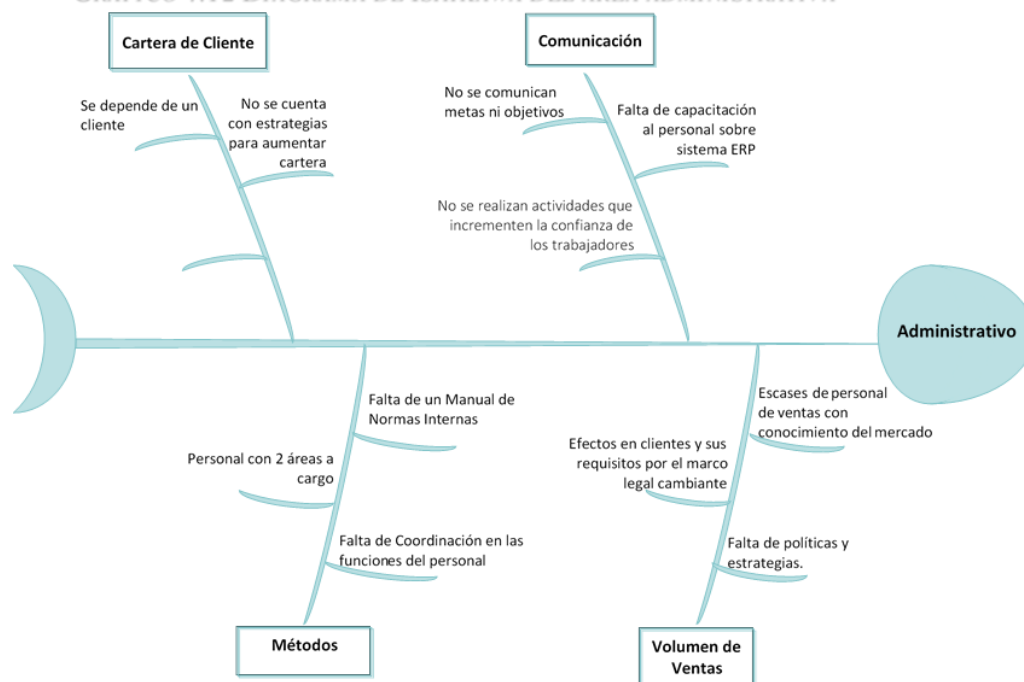 Cartera de Cliente
Comunicación
Se depende de un
cliente
No se cuenta
con estrategias
para aumentar
cartera
No se comunican
metas ni objetivos
Falta de capacitación
al personal sobre
sistema ERP
No se realizan actividades que
incrementen la confianza de
los trabajadores
Administrativo
Falta de un Manual de
Normas Internas
Personal con 2 áreas a
cargo
Falta de Coordinación en las
funciones del personal
Escases de personal
de ventas con
conocimiento del mercado
Efectos en clientes y sus
requisitos por el marco
legal cambiante
Falta de políticas y
estrategias.
Métodos
Volumen de
Ventas